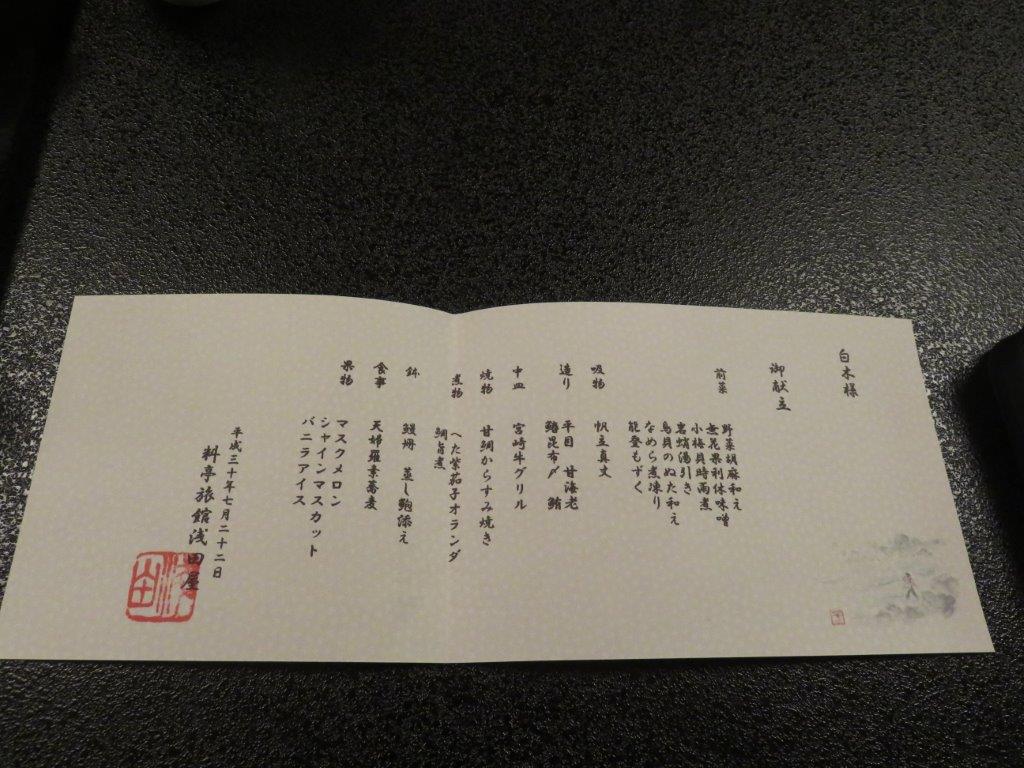 白木様
御献立
前菜
野菜胡麻和え
無花果利休味噌
小梅貝時雨煮
岩蛸湯引き
鳥貝のぬた和え
なめら煮凍り
能登もずく
吸物 帆立真丈
造り 平目 甘海老
鰭昆布〆 鮪
中皿 宮崎牛グリル
焼物 甘鯛からすみ焼き
煮物 へた紫茄子オランダ
鯛旨煮
鉢 鰻冊 蒸し鮑添え
食事 天婦羅素蕎麦
果物 マスクメロン
シャインマスカット
バニラアイス
平成三十年七月二十二日
料亭旅館浅田屋